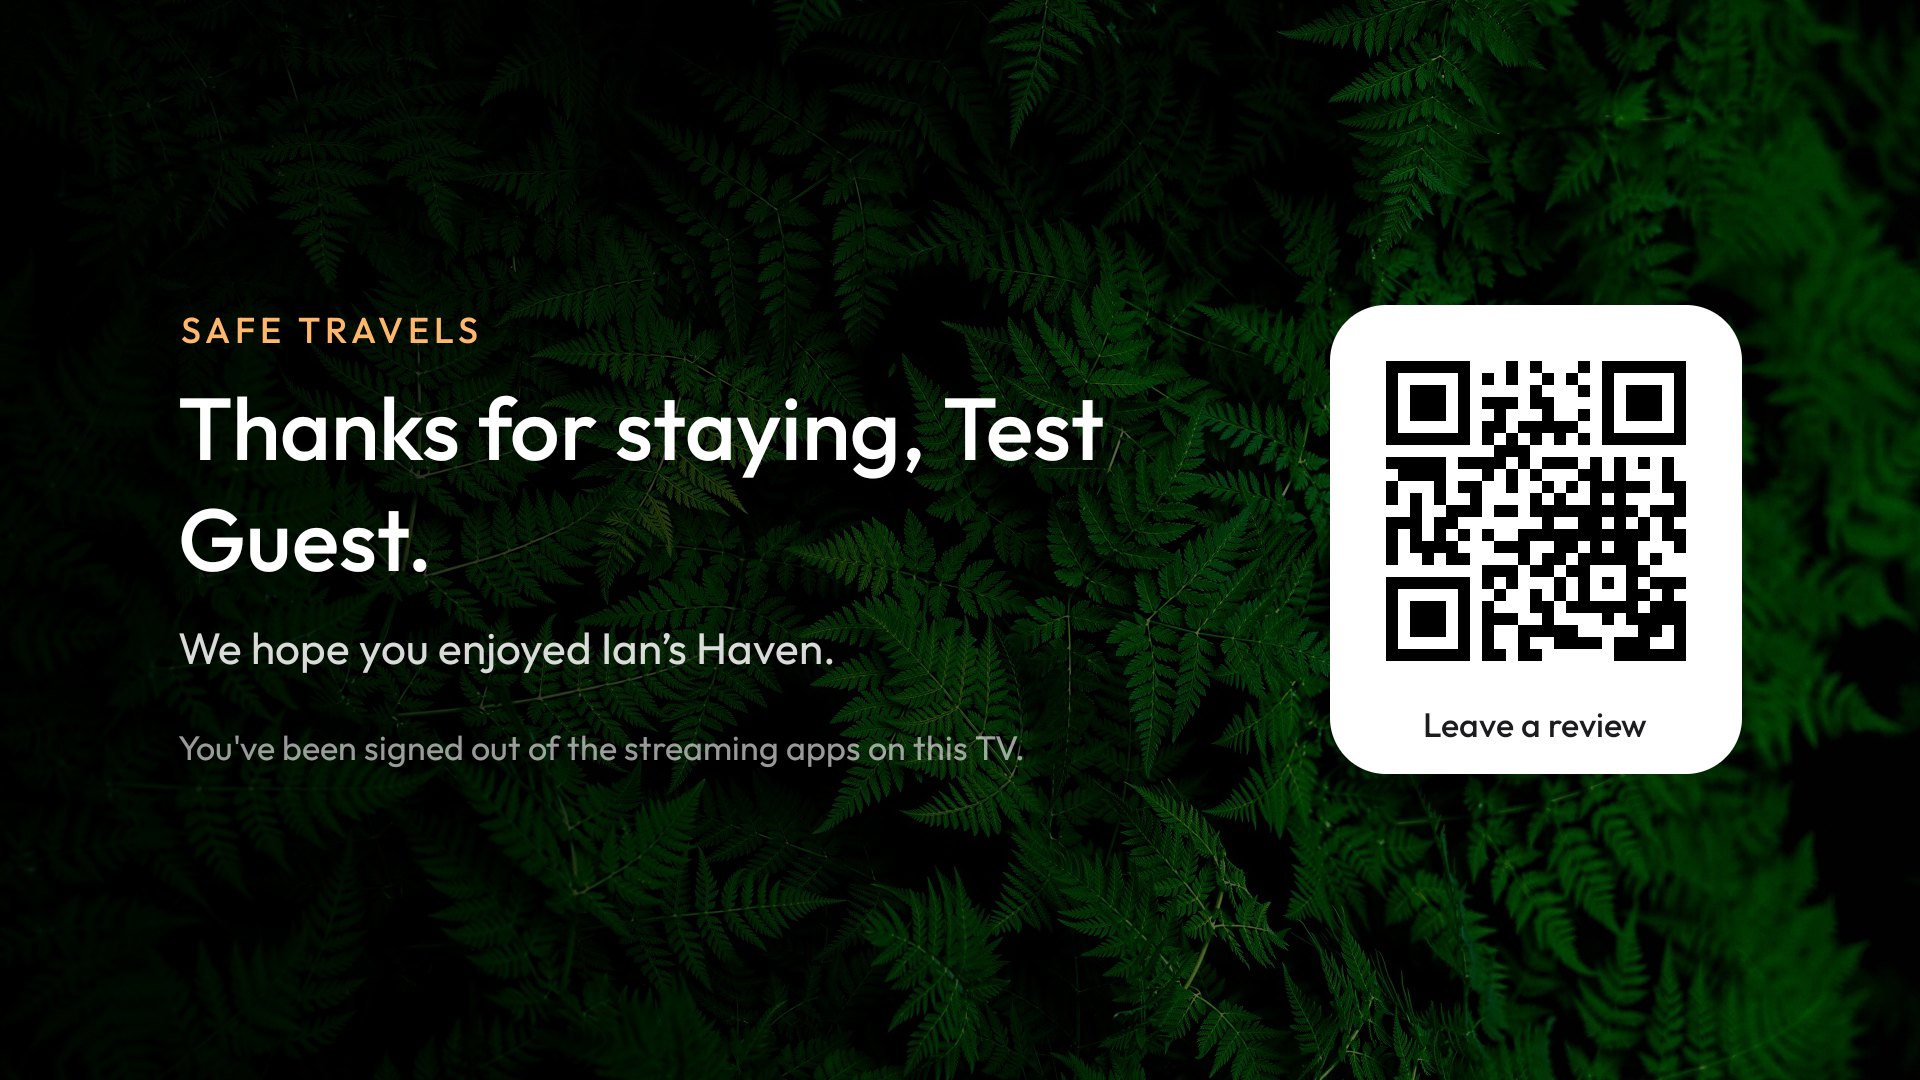 SAFE TRAVELS
Thanks for staying, Test
Guest.
We hope you enjoyed Ian’s Haven.
You've been signed out of the streaming apps on this TV.
Leave a review